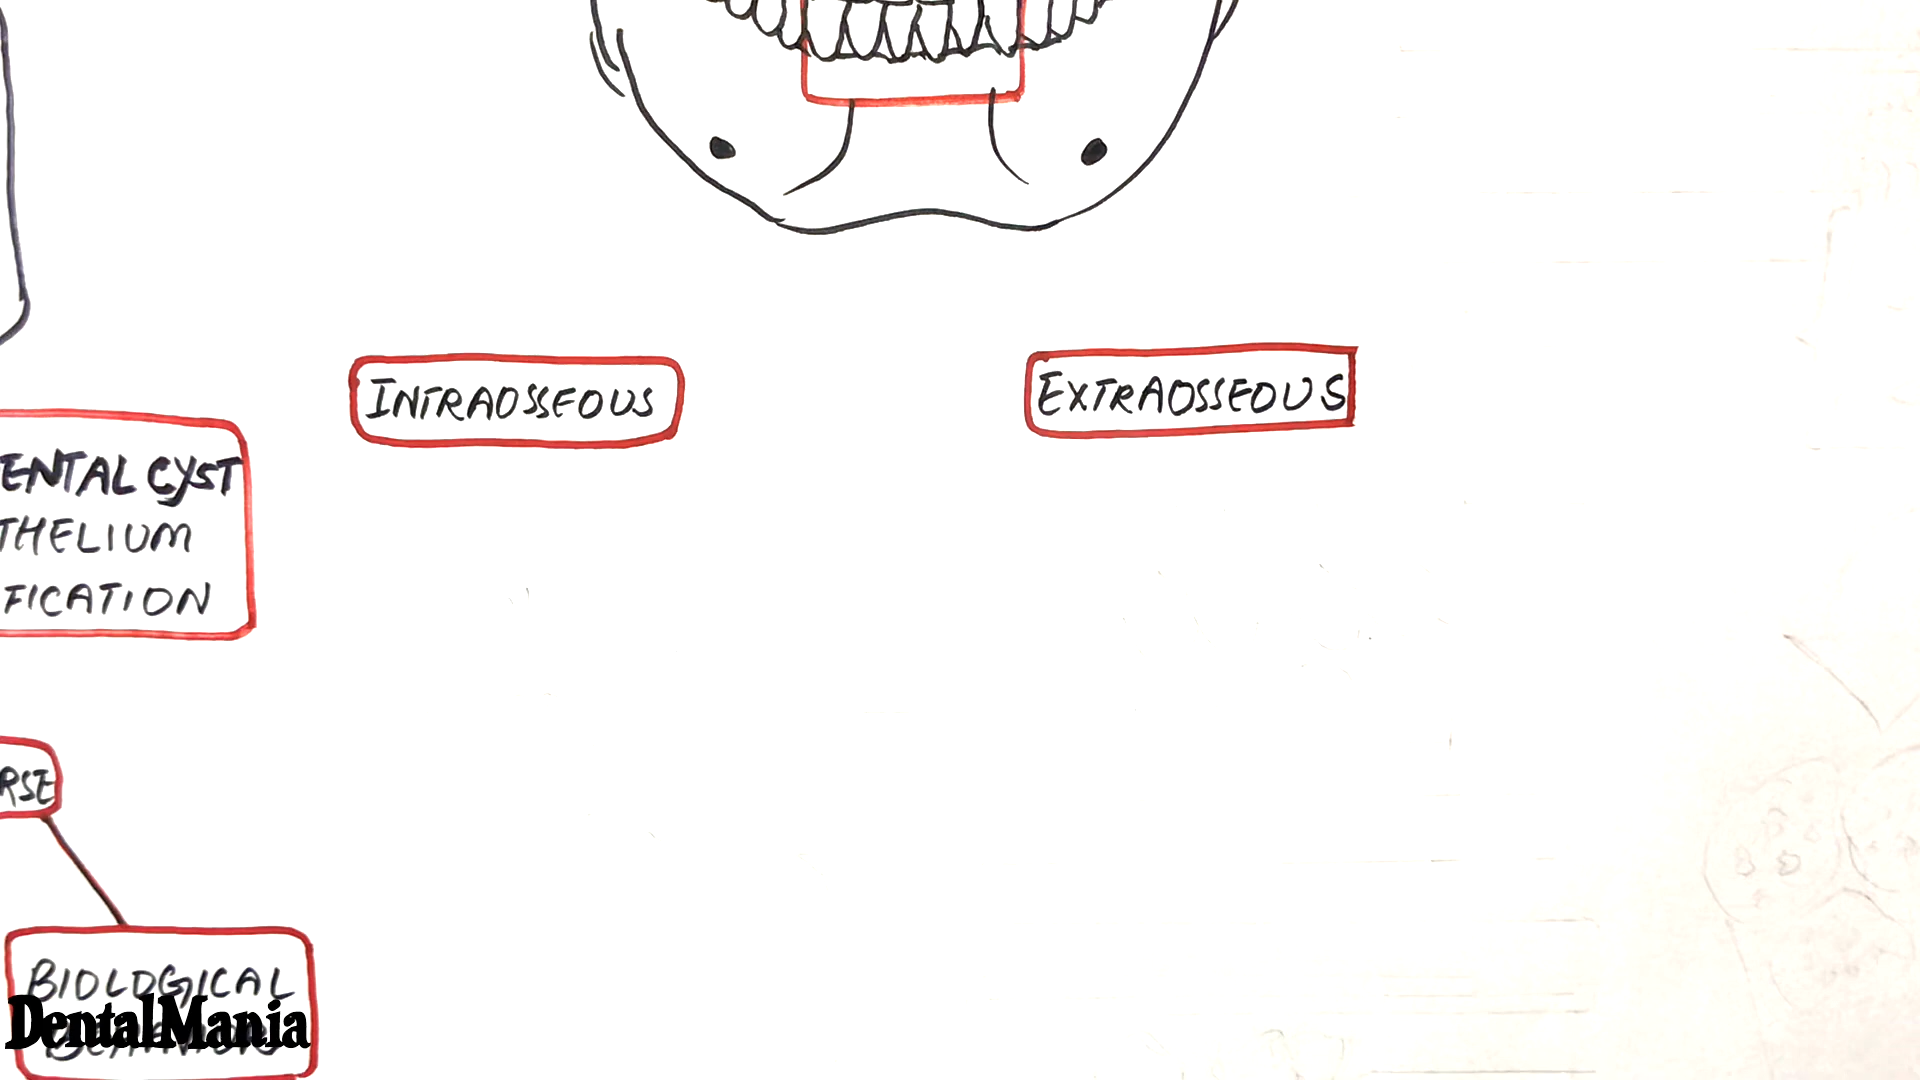 INTRAOSSEOUS
EXTRAOSSEOUS
ENTAL CYST
THELIUM
FICATION
RSE
BIOLOGICAL
DentalMania